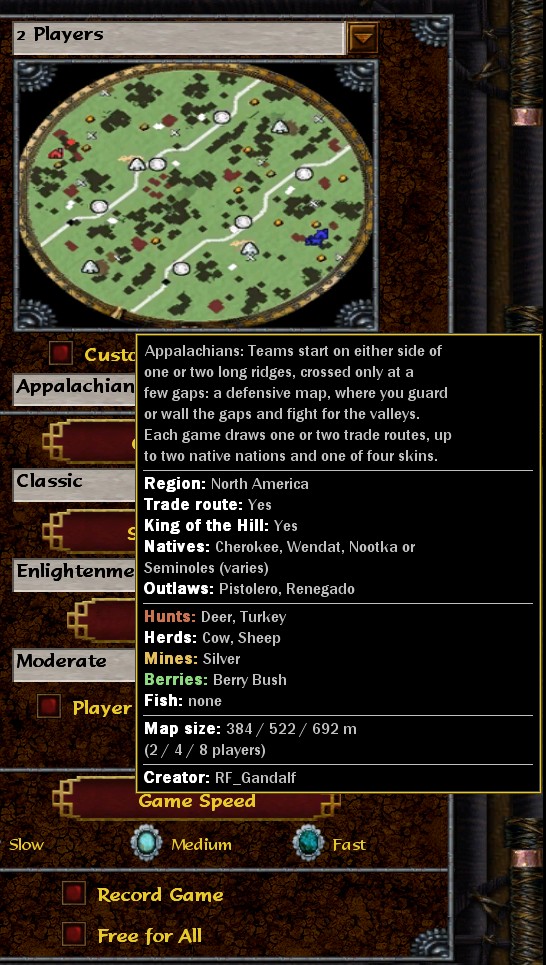 2 Players
Custo
Appalachian
Appalachians: Teams start on either side of
one or two long ridges, crossed only at a
few gaps: a defensive map, where you guard
or wall the gaps and fight for the valleys.
Each game draws one or two trade routes, up
to two native nations and one of four skins.
Region: North America
Trade route: Yes
King of the Hill: Yes
Natives: Cherokee, Wendat, Nootka or
Seminoles (varies)
Outlaws: Pistolero, Renegado
Hunts: Deer, Turkey
Herds: Cow, Sheep
Mines: Silver
Berries: Berry Bush
Fish: none
Map size: 384 / 522 / 692 m
(2 / 4 / 8 players)
Creator: RF_Gandalf
Classic
Enlightenme
Moderate
Player
Game Speed
Slow
Medium
Fast
Record Game
Free for All